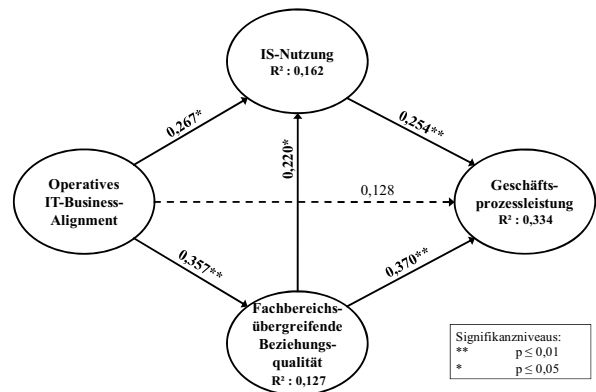 IS-Nutzung
R² : 0,162
0,267*
0,254**
0,220*
Operatives
IT-Business-
Alignment
0,128
Geschäfts-
prozessleistung
R² : 0,334
0,357**
0,370**
Fachbereichs-
übergreifende
Beziehungs-
qualität
R² : 0,127
Signifikanzniveaus:
** p ≤ 0,01
* p ≤ 0,05